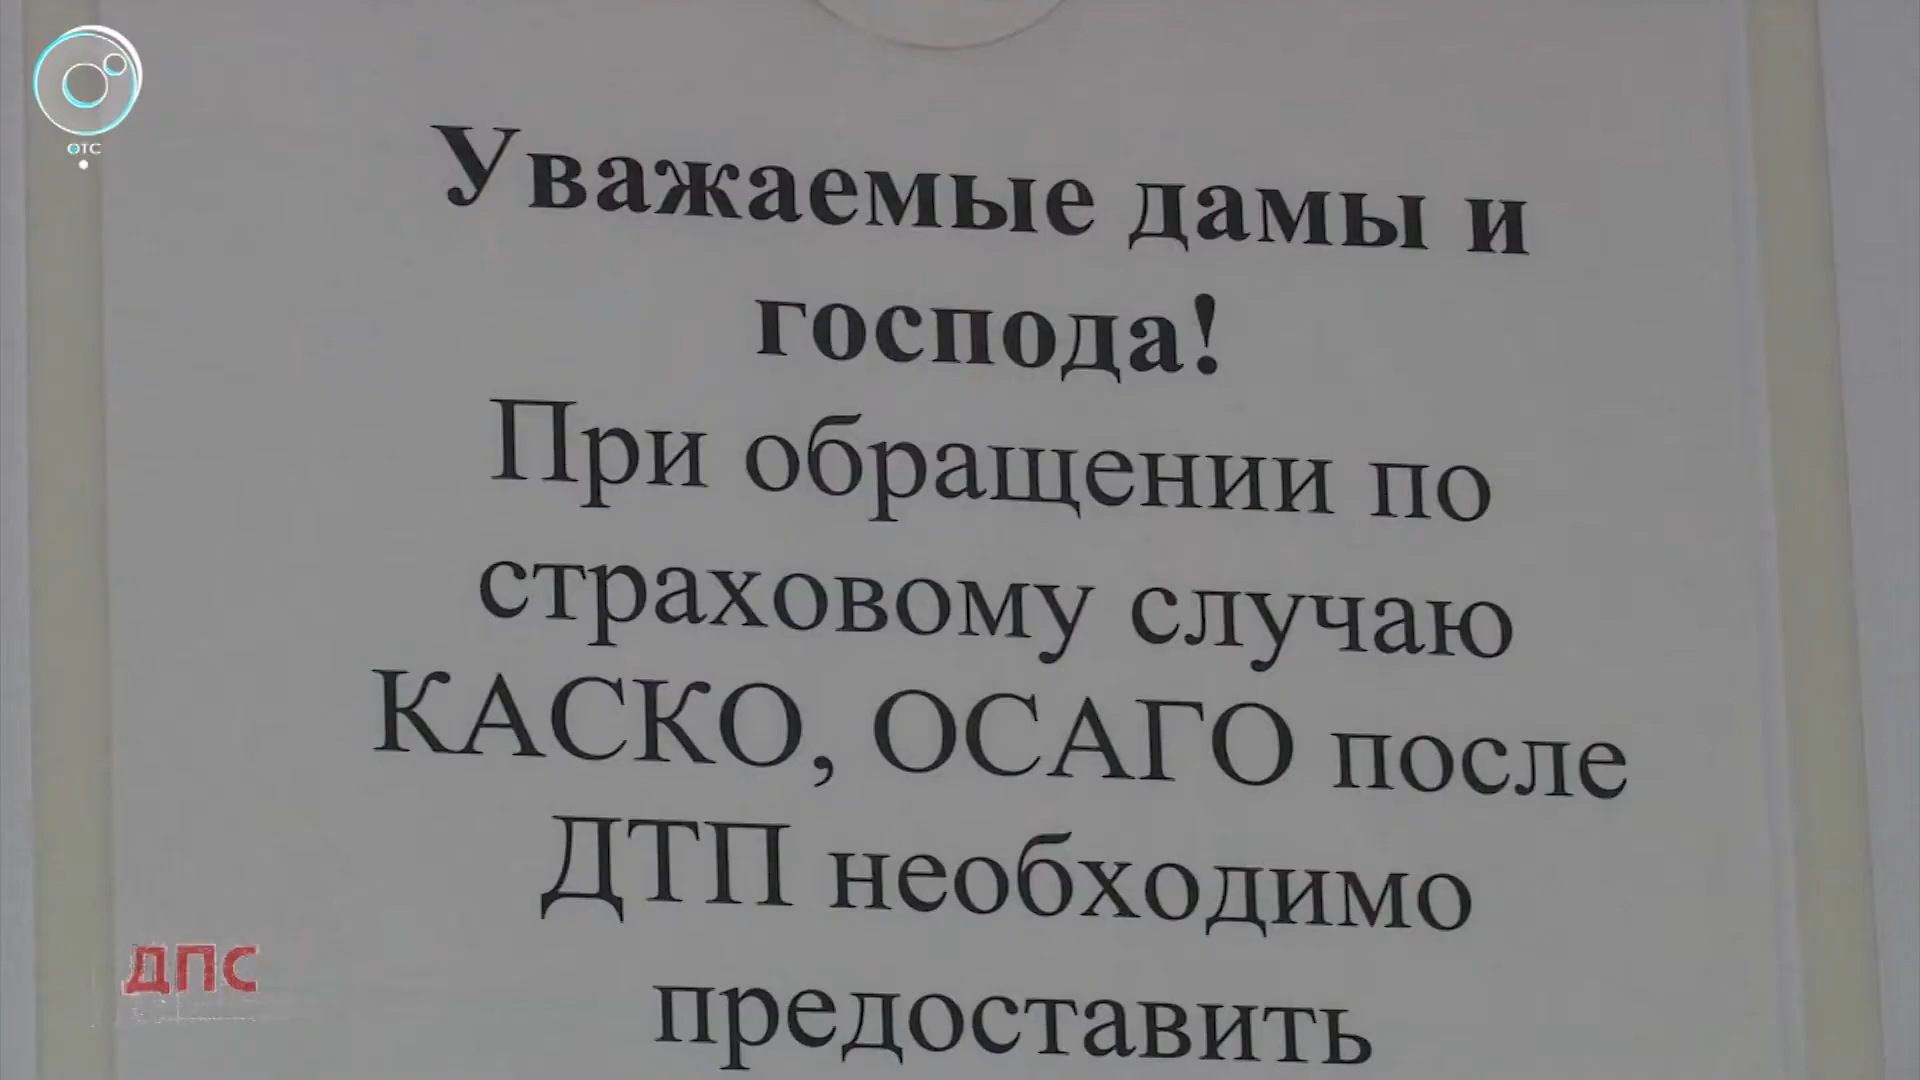 ОТС
Уважаемые дамы и
господа!
При обращении по
страховому случаю
КАСКО, ОСАГО после
ДТП необходимо
предоставить
ДПС